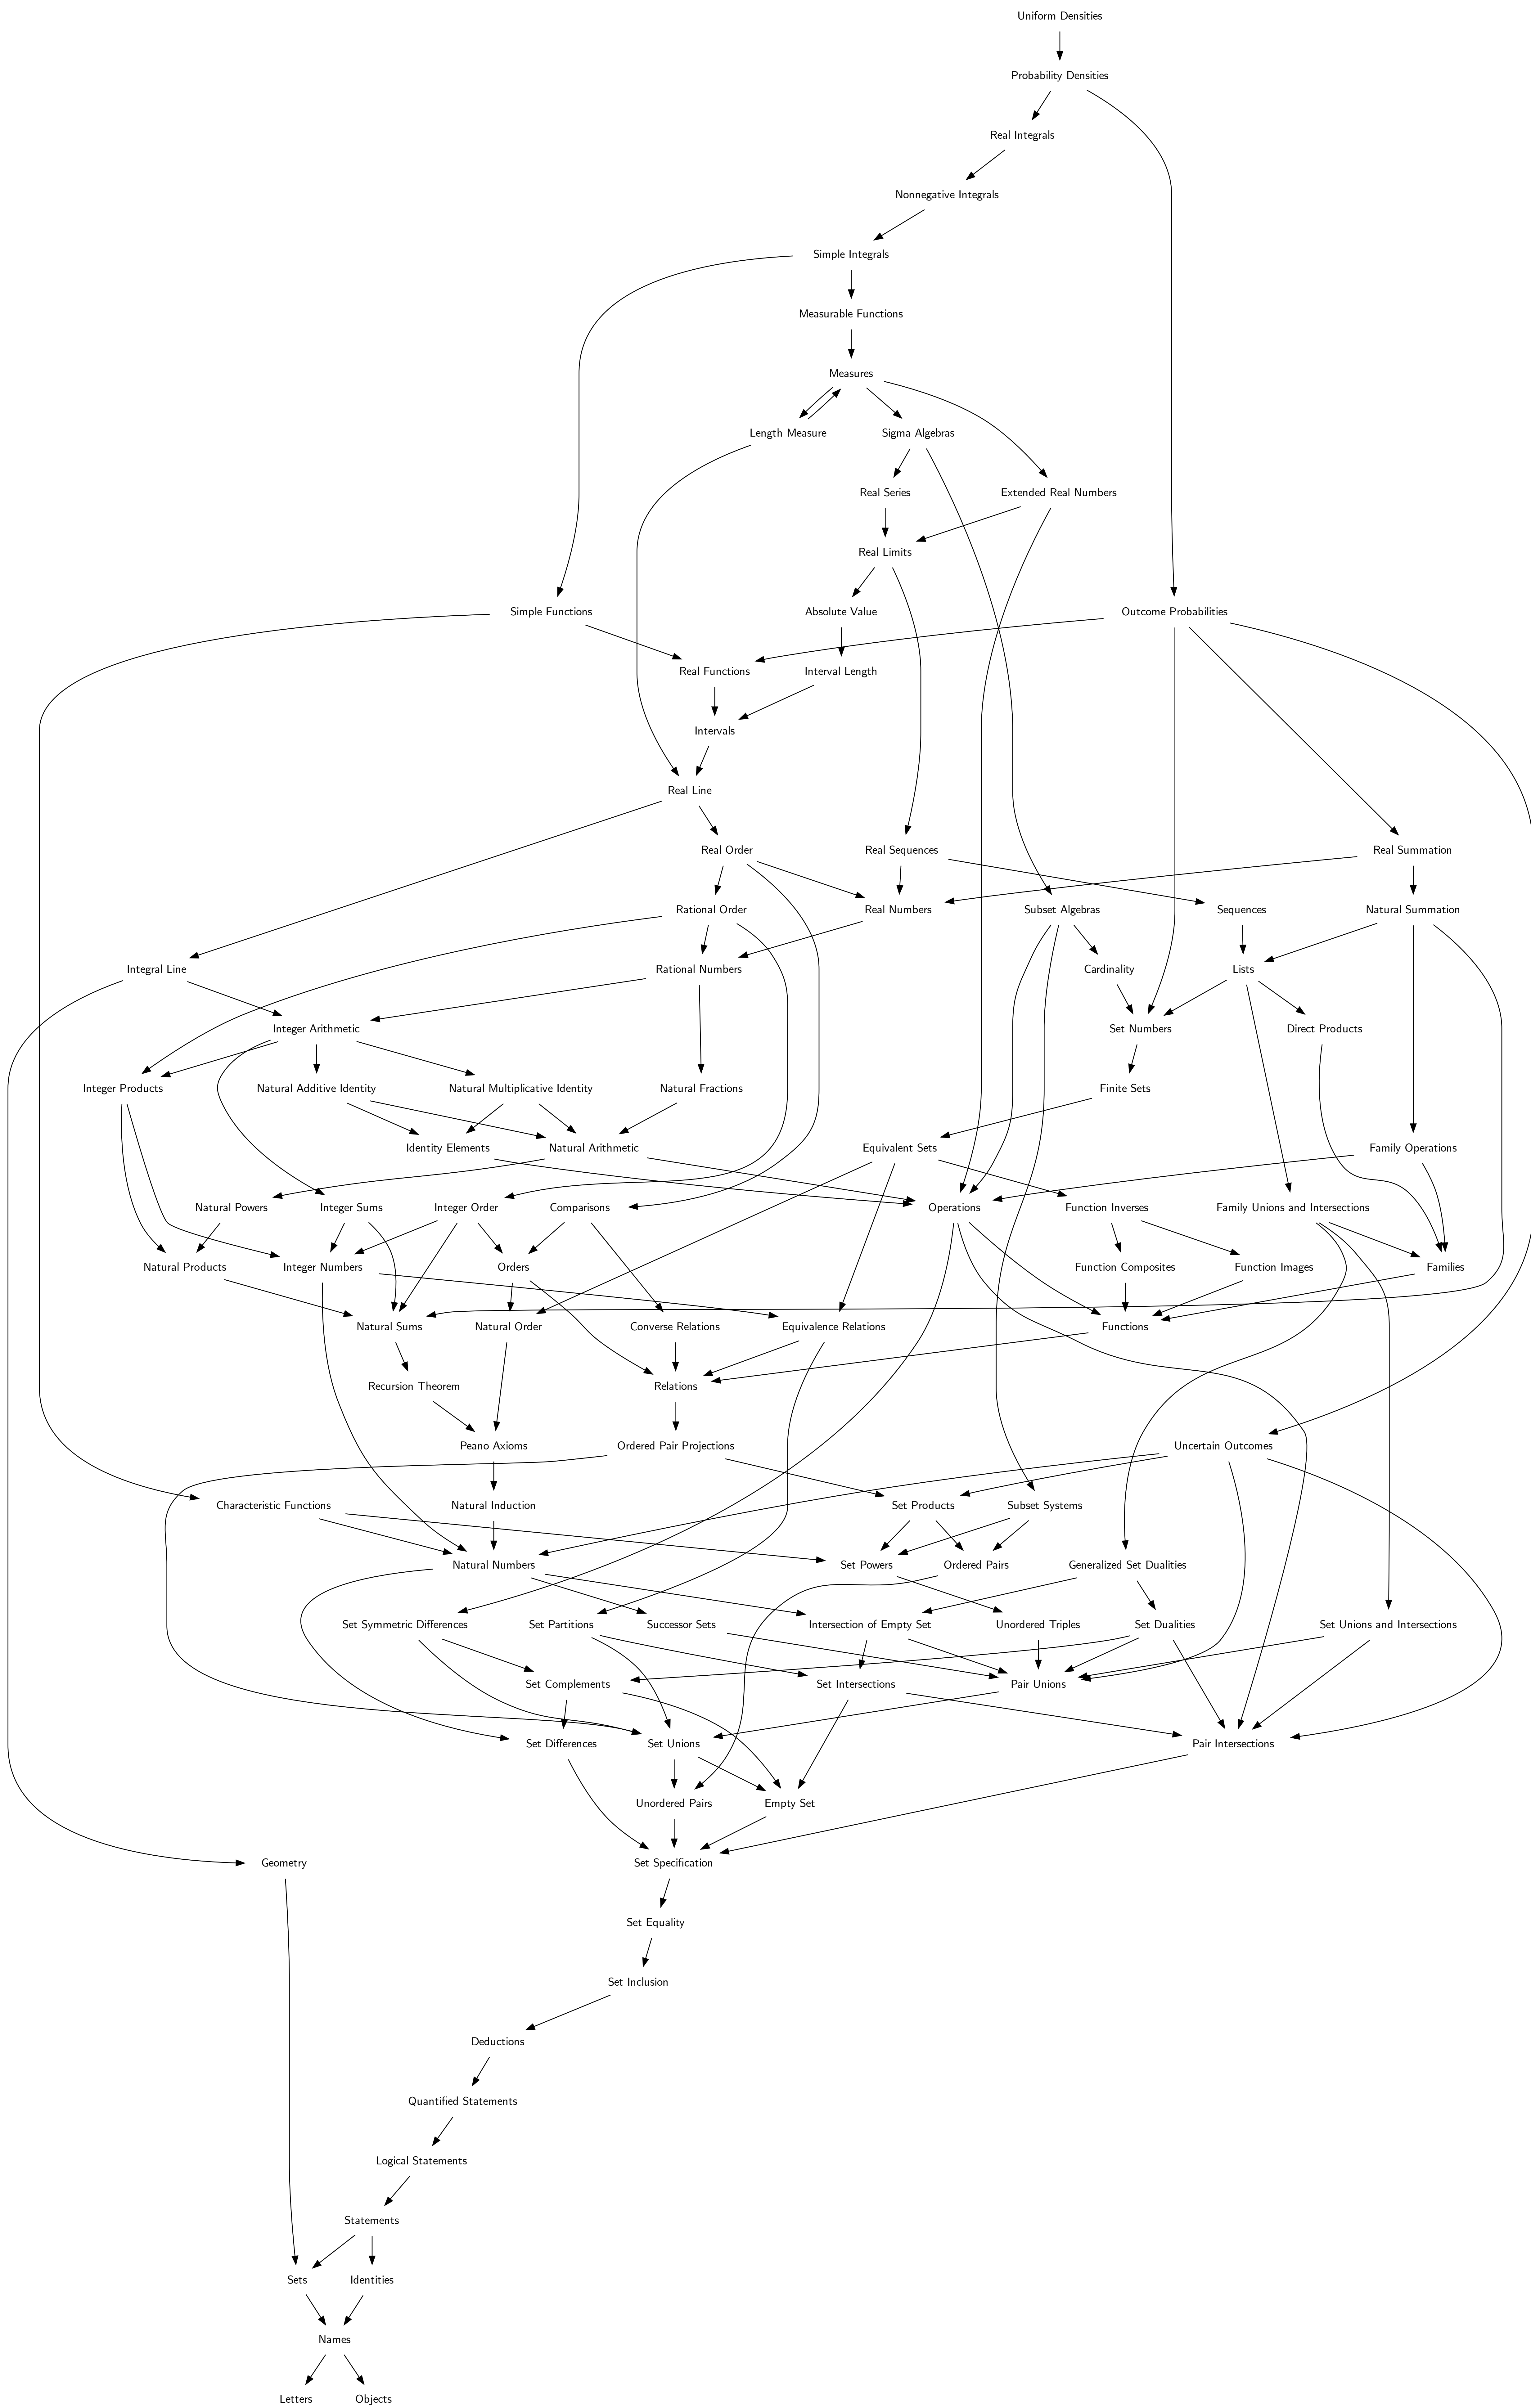 Uniform Densities
Probability Densities
Real Integrals
Nonnegative Integrals
Simple Integrals
Measurable Functions
Measures
Length Measure
Sigma Algebras
Real Series
Extended Real Numbers
Real Limits
Simple Functions
Absolute Value
Outcome Probabilities
Real Functions
Interval Length
Intervals
Real Line
Real Order
Real Sequences
Real Summation
Rational Order
Real Numbers
Subset Algebras
Sequences
Natural Summation
Integral Line
Rational Numbers
Cardinality
Lists
Integer Arithmetic
Set Numbers
Direct Products
Integer Products
Natural Additive Identity
Natural Multiplicative Identity
Natural Fractions
Finite Sets
Identity Elements
Natural Arithmetic
Equivalent Sets
Family Operations
Natural Powers
Integer Sums
Integer Order
Comparisons
Operations
Function Inverses
Family Unions and Intersections
Natural Products
Integer Numbers
Orders
Function Composites
Function Images
Families
Natural Sums
Natural Order
Converse Relations
Equivalence Relations
Functions
Recursion Theorem
Relations
Peano Axioms
Ordered Pair Projections
Uncertain Outcomes
Characteristic Functions
Natural Induction
Set Products
Subset Systems
Natural Numbers
Set Powers
Ordered Pairs
Generalized Set Dualities
Set Symmetric Differences
Set Partitions
Successor Sets
Intersection of Empty Set
Unordered Triples
Set Dualities
Set Unions and Intersections
Set Complements
Set Intersections
Pair Unions
Set Differences
Set Unions
Pair Intersections
Unordered Pairs
Empty Set
Geometry
Set Specification
Set Equality
Set Inclusion
Deductions
Quantified Statements
Logical Statements
Statements
Sets
Identities
Names
Letters
Objects